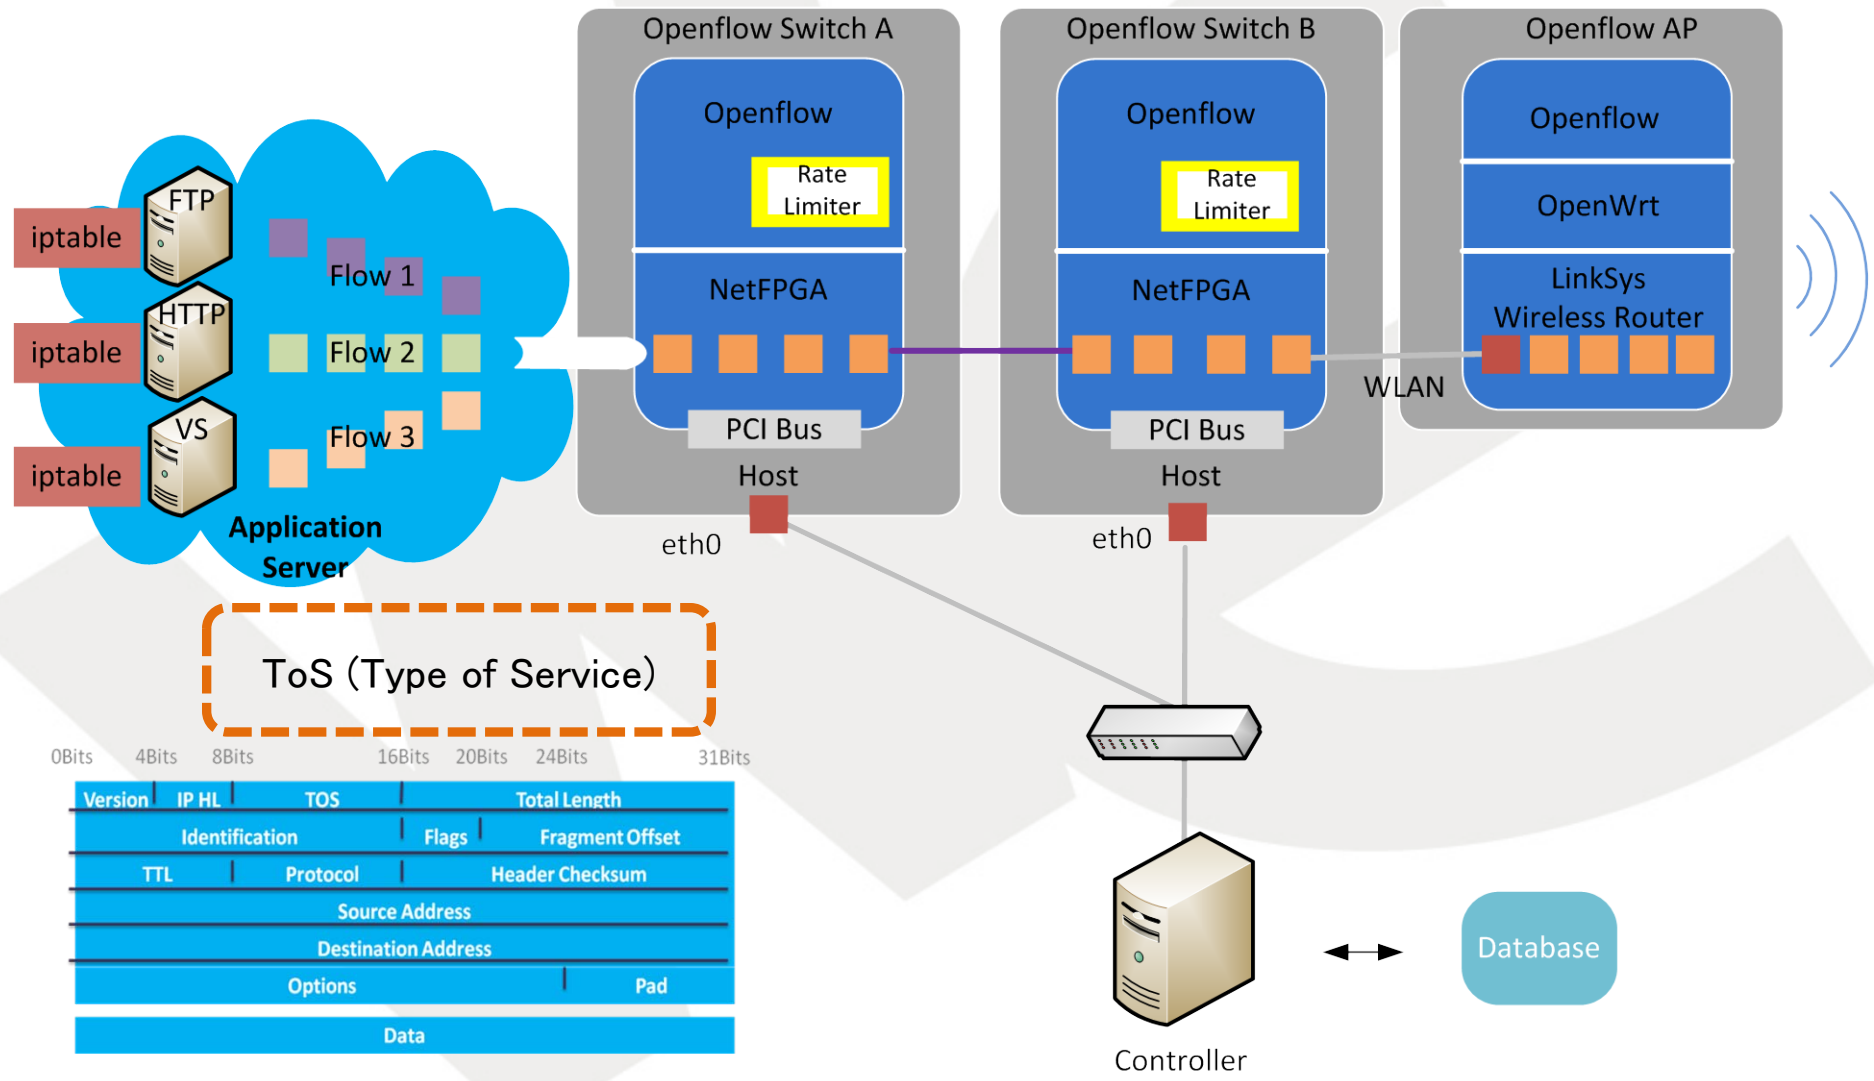 Openflow Switch A
Openflow
Rate
Limiter
NetFPGA
PCI Bus
Host
eth0
Openflow Switch B
Openflow
Rate
Limiter
NetFPGA
PCI Bus
Host
eth0
Openflow AP
Openflow
OpenWrt
LinkSys
Wireless Router
WLAN
iptable
FTP
Flow 1
iptable
HTTP
Flow 2
iptable
VS
Flow 3
Application
Server
ToS (Type of Service)
0Bits 4Bits 8Bits 16Bits 20Bits 24Bits 31Bits
Version IP HL TOS Total Length
Identification Flags Fragment Offset
TTL Protocol Header Checksum
Source Address
Destination Address
Options Pad
Data
Controller
Database